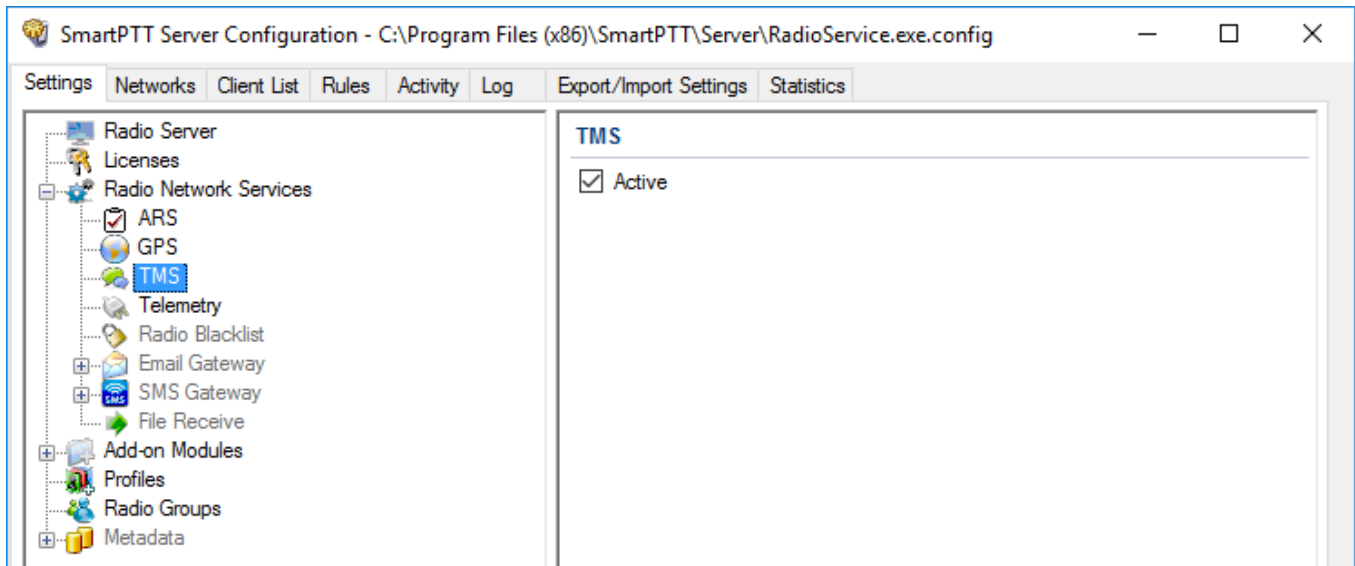 SmartPTT Server Configuration - C:\Program Files (x86)\SmartPTT\Server\RadioService.exe.config
Settings Networks Client List Rules Activity Log Export/Import Settings Statistics
Radio Server
Licenses
Radio Network Services
ARS
GPS
TMS
Telemetry
Radio Blacklist
Email Gateway
SMS Gateway
File Receive
Add-on Modules
Profiles
Radio Groups
Metadata
TMS
Active